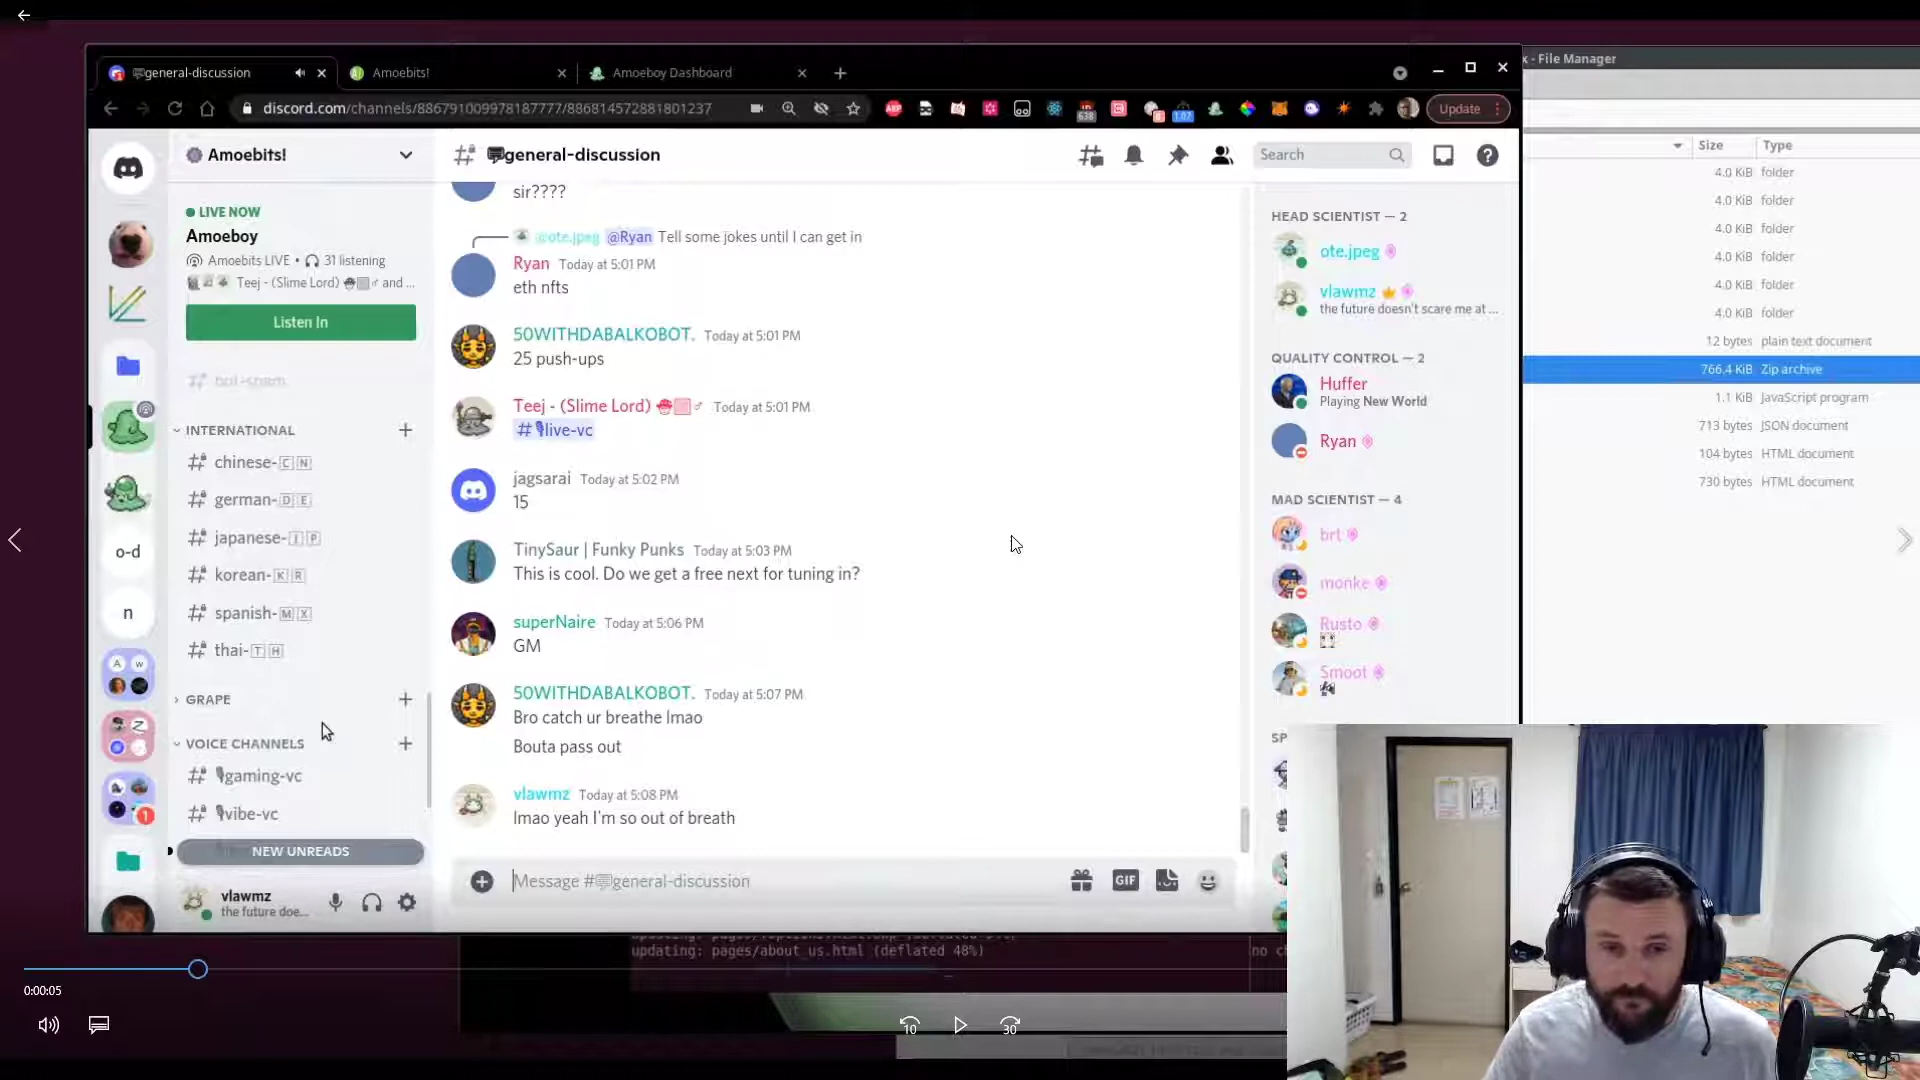 general-discussion
Amoebits!
Amoeboy Dashboard
- File Manager
discord.com/channels/886791009978187777/886814572881801237
638
1.07
Update
Amoebits!
LIVE NOW
Amoeboy
Amoebits LIVE • 31 listening
Teej - (Slime Lord) ♂ and ...
Listen In
bot-spam
INTERNATIONAL
chinese-🇨🇳
german-🇩🇪
japanese-🇯🇵
korean-🇰🇷
spanish-🇲🇽
thai-🇹🇭
GRAPE
VOICE CHANNELS
gaming-vc
vibe-vc
NEW UNREADS
vlawmz
the future doe...
o-d
n
A w
Z
1
general-discussion
Search
sir????
@ote.jpeg @Ryan Tell some jokes until I can get in
Ryan Today at 5:01 PM
eth nfts
50WITHDABALKOBOT. Today at 5:01 PM
25 push-ups
Teej - (Slime Lord) ♂ Today at 5:01 PM
# live-vc
jagsarai Today at 5:02 PM
15
TinySaur | Funky Punks Today at 5:03 PM
This is cool. Do we get a free next for tuning in?
superNaire Today at 5:06 PM
GM
50WITHDABALKOBOT. Today at 5:07 PM
Bro catch ur breathe lmao
Bouta pass out
vlawmz Today at 5:08 PM
lmao yeah I'm so out of breath
Message # general-discussion
GIF
HEAD SCIENTIST — 2
ote.jpeg
vlawmz
the future doesn't scare me at ...
QUALITY CONTROL — 2
Huffer
Playing New World
Ryan
MAD SCIENTIST — 4
brt
monke
Rusto
Smoot
SP
Size Type
4.0 KiB folder
4.0 KiB folder
4.0 KiB folder
4.0 KiB folder
4.0 KiB folder
4.0 KiB folder
12 bytes plain text document
766.4 KiB Zip archive
1.1 KiB JavaScript program
713 bytes JSON document
104 bytes HTML document
730 bytes HTML document
updating: pages/about_us.html (deflated 48%)
no c
0:00:05
10
30